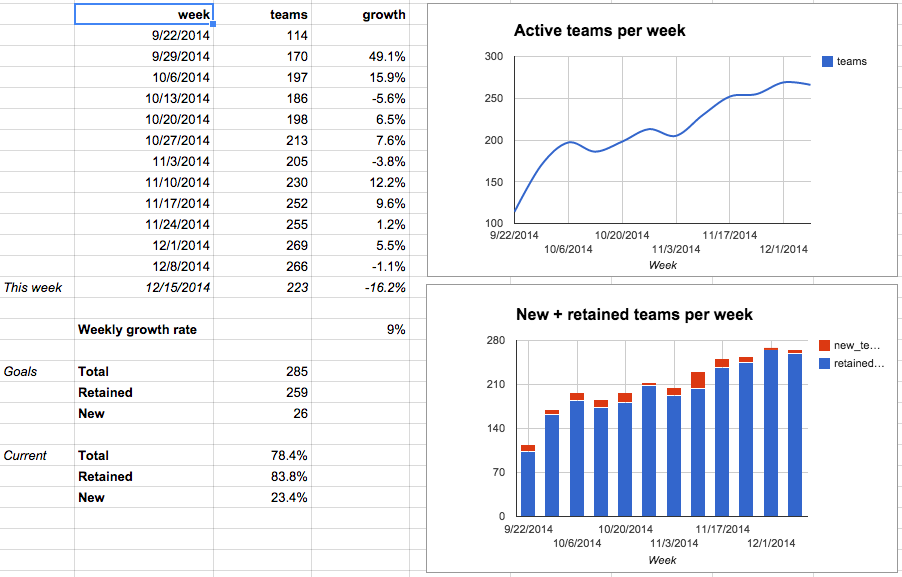 week teams growth
9/22/2014 114
9/29/2014 170 49.1%
10/6/2014 197 15.9%
10/13/2014 186 -5.6%
10/20/2014 198 6.5%
10/27/2014 213 7.6%
11/3/2014 205 -3.8%
11/10/2014 230 12.2%
11/17/2014 252 9.6%
11/24/2014 255 1.2%
12/1/2014 269 5.5%
12/8/2014 266 -1.1%
This week 12/15/2014 223 -16.2%
Weekly growth rate 9%
Goals Total 285
Retained 259
New 26
Current Total 78.4%
Retained 83.8%
New 23.4%
Active teams per week
300
250
200
150
100
teams
9/22/2014 10/20/2014 11/17/2014
10/6/2014 11/3/2014 12/1/2014
Week
New + retained teams per week
280
210
140
70
0
new_te...
retained...
9/22/2014 10/20/2014 11/17/2014
10/6/2014 11/3/2014 12/1/2014
Week